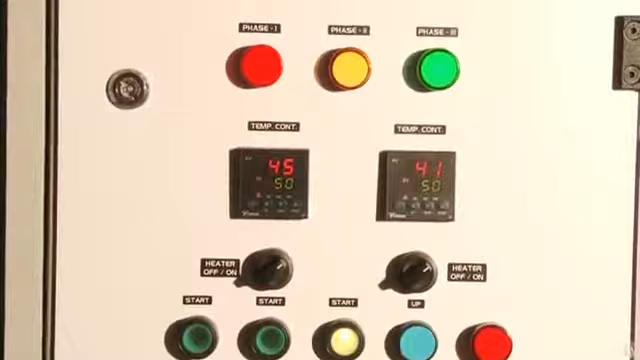 PHASE-I
PHASE-II
PHASE-III
TEMP. CONT.
TEMP. CONT.
45
50
41
50
HEATER
OFF / ON
HEATER
OFF / ON
START
START
START
UP